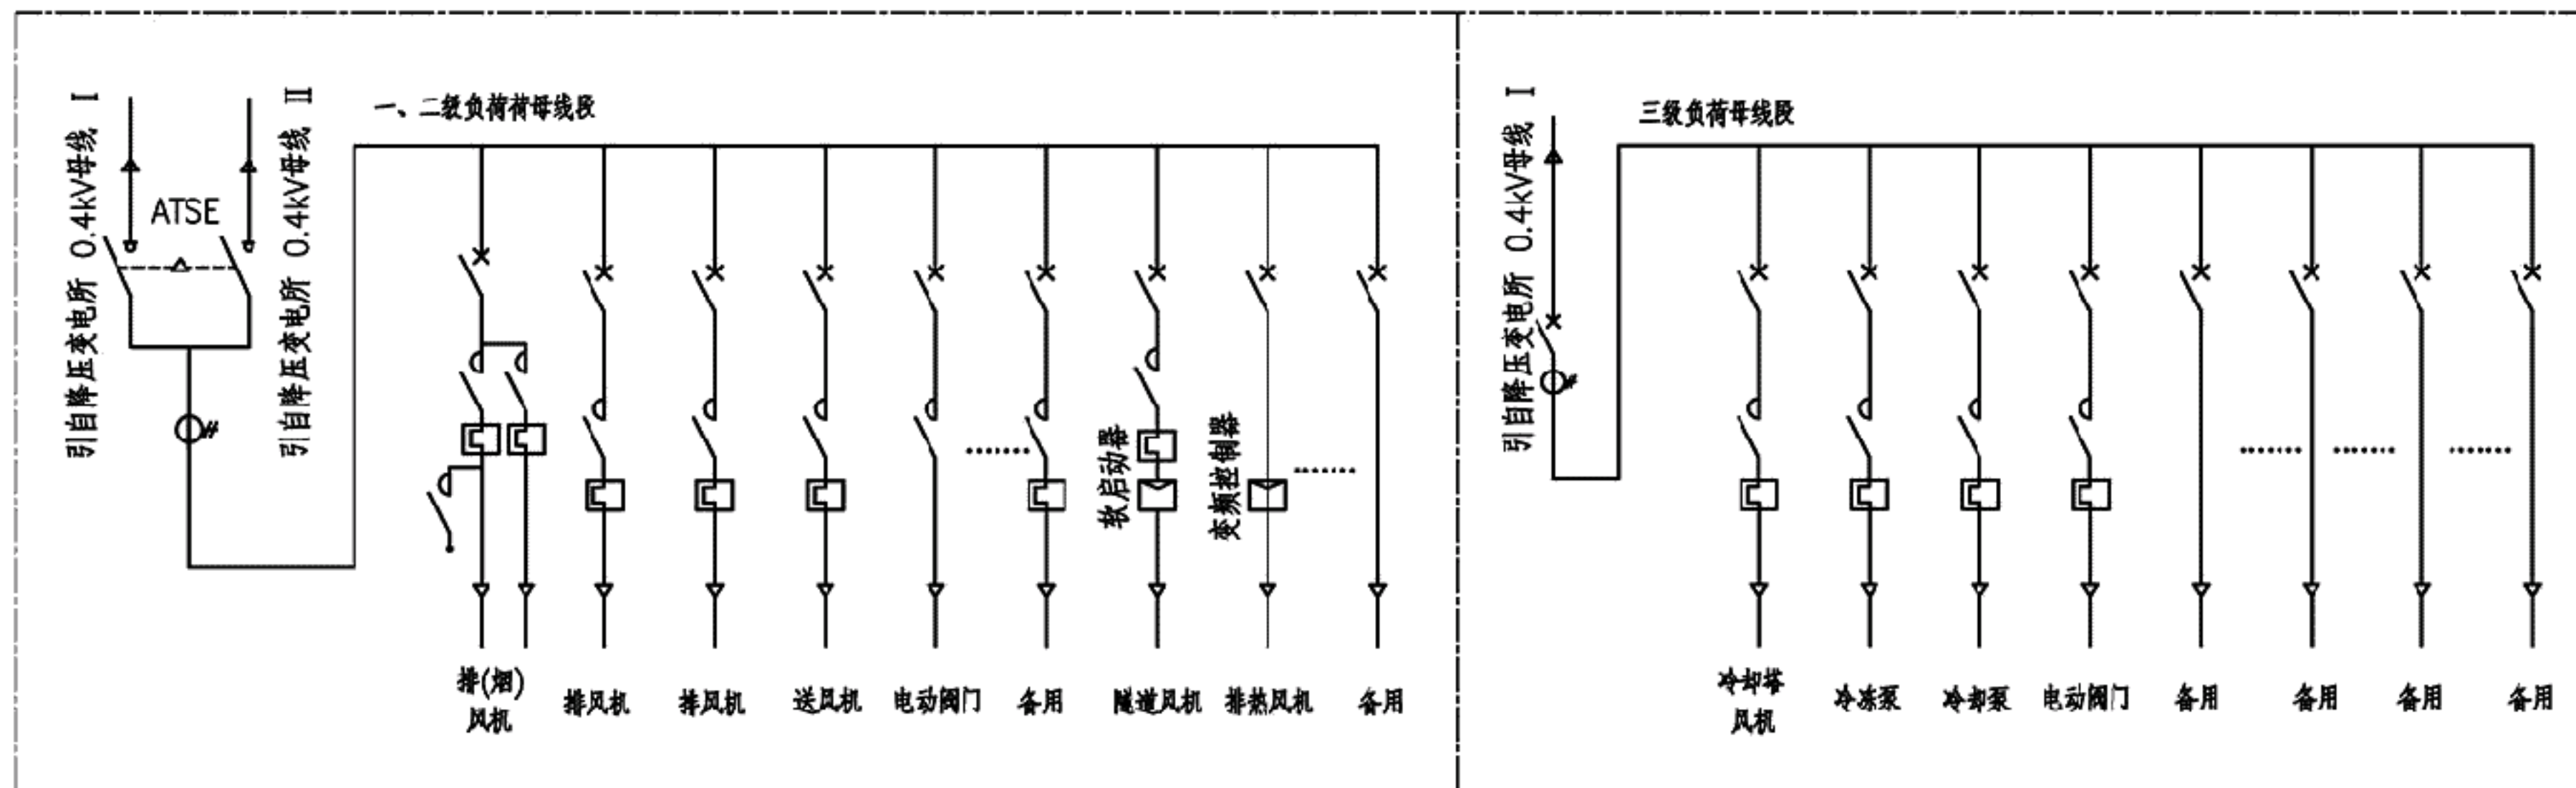 引自降压变电所 0.4kV母线 Ⅰ
ATSE
引自降压变电所 0.4kV母线 Ⅱ
一、二级负荷荷母线段
软启动器
变频控制器
排(烟)
风机
排风机
排风机
送风机
电动阀门
备用
隧道风机
排热风机
备用
引自降压变电所 0.4kV母线 Ⅰ
三级负荷母线段
冷却塔
风机
冷冻泵
冷却泵
电动阀门
备用
备用
备用
备用